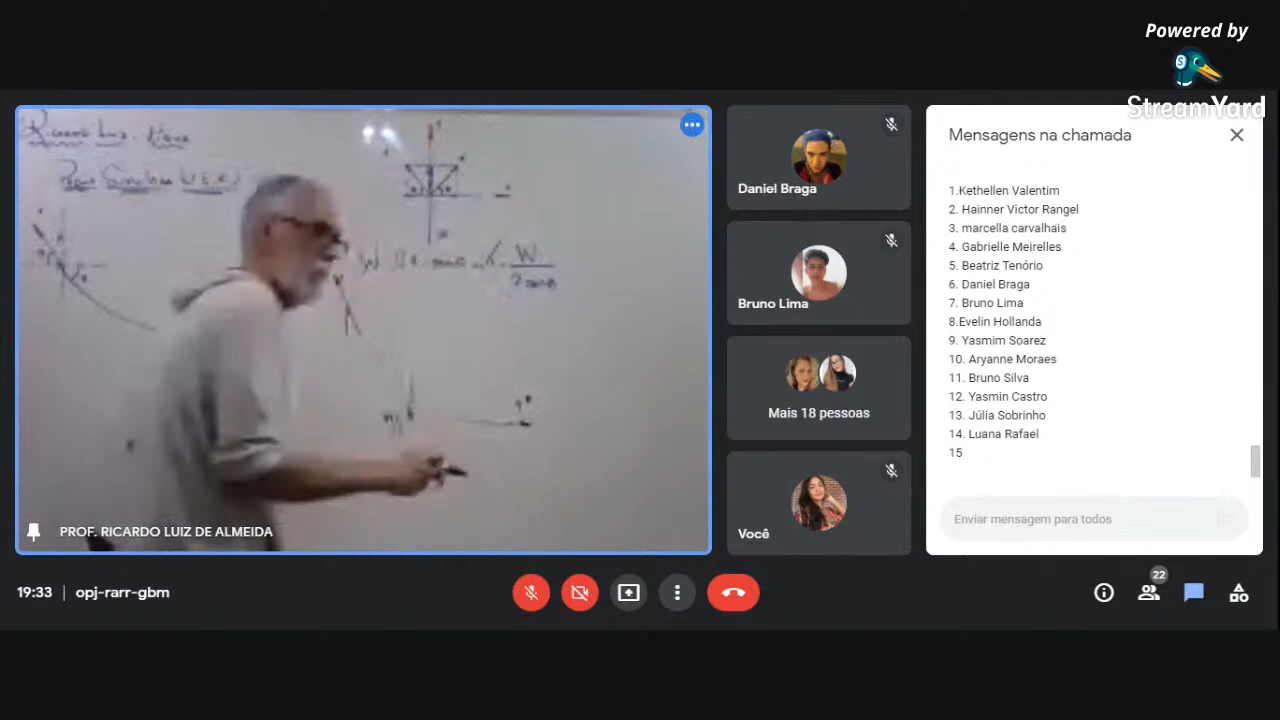 Powered by
StreamYard
W
PROF. RICARDO LUIZ DE ALMEIDA
Daniel Braga
Bruno Lima
Mais 18 pessoas
Você
Mensagens na chamada
1.Kethellen Valentim
2. Hainner Victor Rangel
3. marcella carvalhais
4. Gabrielle Meirelles
5. Beatriz Tenório
6. Daniel Braga
7. Bruno Lima
8.Evelin Hollanda
9. Yasmim Soarez
10. Aryanne Moraes
11. Bruno Silva
12. Yasmin Castro
13. Júlia Sobrinho
14. Luana Rafael
15
Enviar mensagem para todos
19:33 | opj-rarr-gbm
22